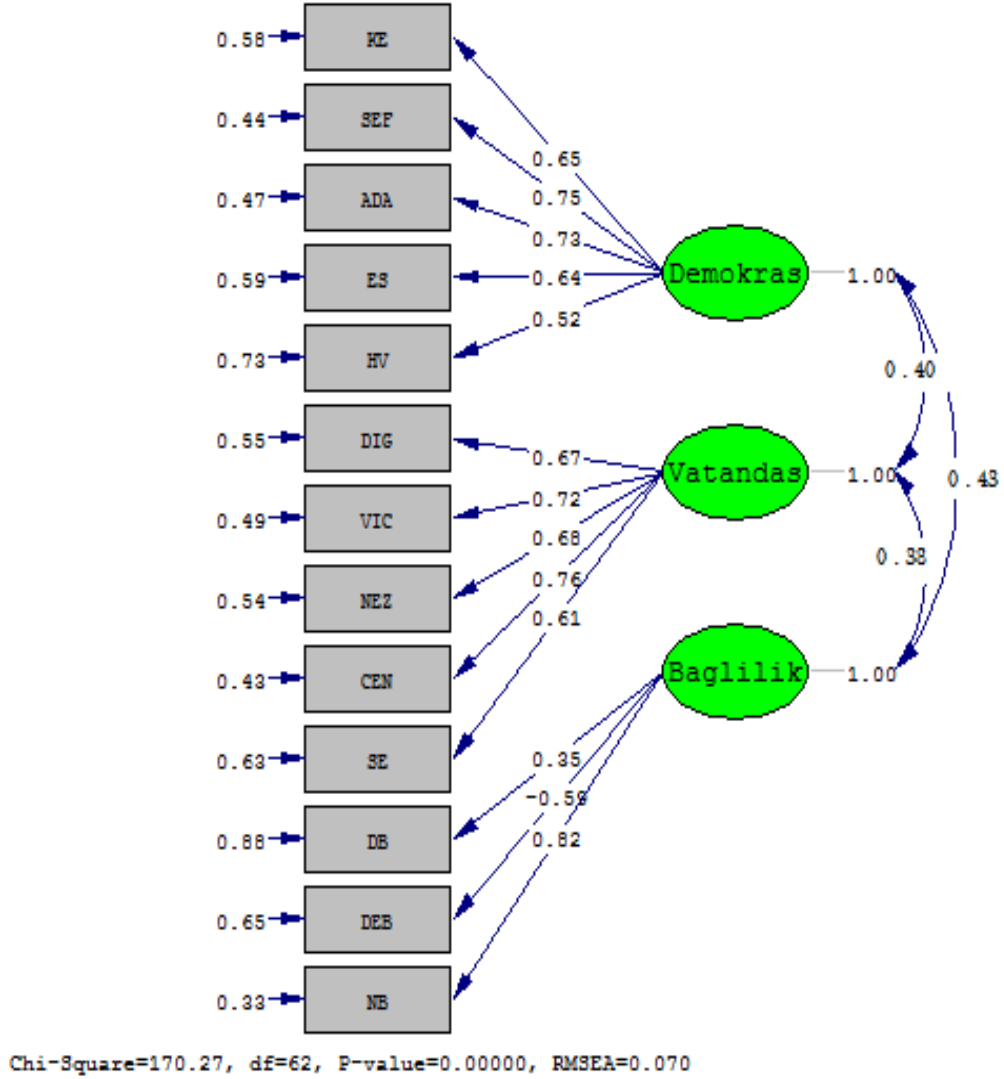 0.58 KE
0.44 SEF
0.47 ADA
0.59 ES
0.73 HV
0.55 DIG
0.49 VIC
0.54 NEZ
0.43 CEN
0.63 SE
0.88 DB
0.65 DEB
0.33 NB
0.65
0.75
0.73
0.64
0.52
0.67
0.72
0.68
0.76
0.61
0.35
-0.59
0.82
Demokras 1.00
Vatandas 1.00
Baglilik 1.00
0.40
0.43
0.38
Chi-Square=170.27, df=62, P-value=0.00000, RMSEA=0.070